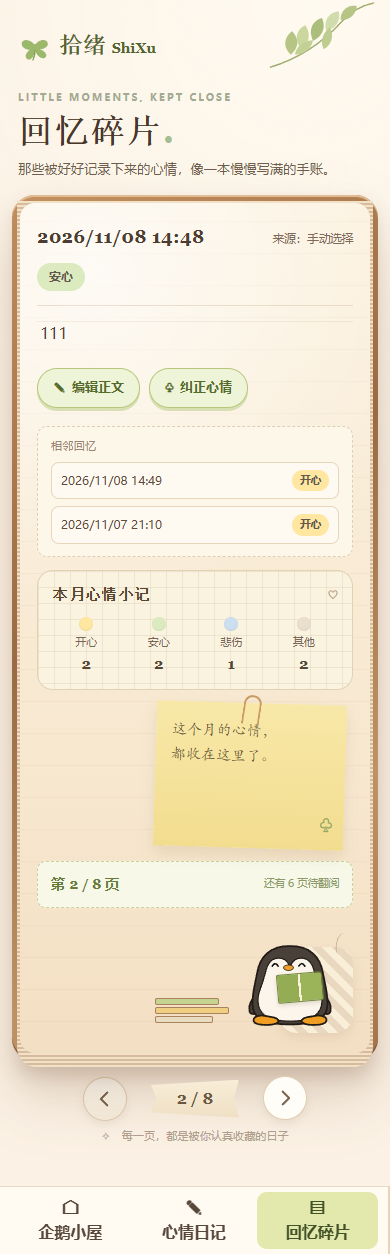 拾绪 ShiXu
LITTLE MOMENTS, KEPT CLOSE
回忆碎片.
那些被好好记录下来的心情，像一本慢慢写满的手账。
2026/11/08 14:48
来源：手动选择
安心
111
编辑正文
纠正心情
相邻回忆
2026/11/08 14:49 开心
2026/11/07 21:10 开心
本月心情小记
开心 安心 悲伤 其他
2 2 1 2
这个月的心情，
都收在这里了。
第 2 / 8 页
还有 6 页待翻阅
2 / 8
每一页，都是被你认真收藏的日子
企鹅小屋 心情日记 回忆碎片